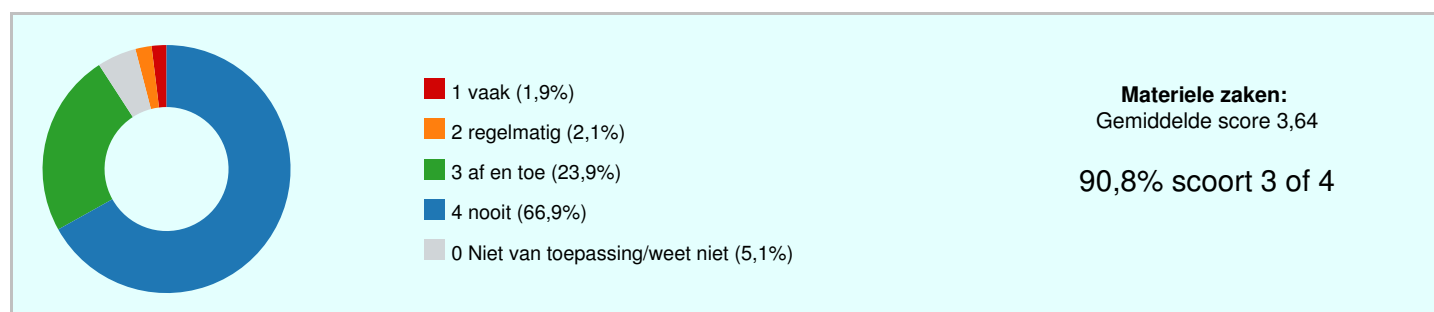 1 vaak (1,9%)
2 regelmatig (2,1%)
3 af en toe (23,9%)
4 nooit (66,9%)
0 Niet van toepassing/weet niet (5,1%)
Materiele zaken:
Gemiddelde score 3,64
90,8% scoort 3 of 4